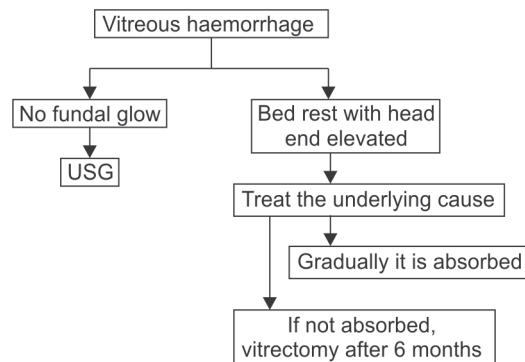 Vitreous haemorrhage
No fundal glow
USG
Bed rest with head
end elevated
Treat the underlying cause
Gradually it is absorbed
If not absorbed,
vitrectomy after 6 months